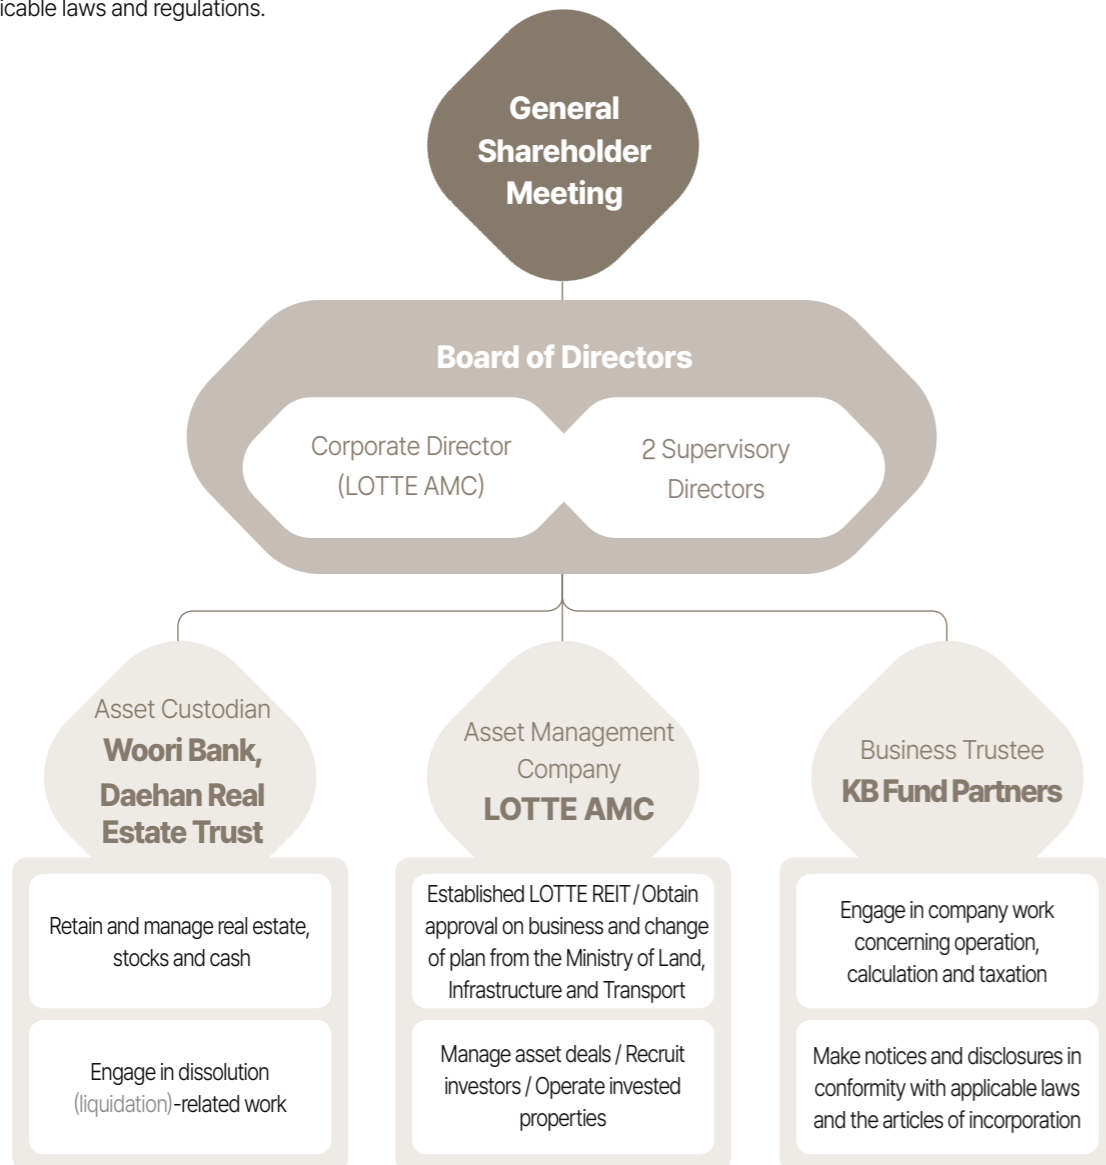 icable laws and regulations.
General
Shareholder
Meeting
Board of Directors
Corporate Director
(LOTTE AMC)
2 Supervisory
Directors
Asset Custodian
Woori Bank,
Daehan Real
Estate Trust
Retain and manage real estate,
stocks and cash
Engage in dissolution
(liquidation)-related work
Asset Management
Company
LOTTE AMC
Established LOTTE REIT / Obtain
approval on business and change
of plan from the Ministry of Land,
Infrastructure and Transport
Manage asset deals / Recruit
investors / Operate invested
properties
Business Trustee
KB Fund Partners
Engage in company work
concerning operation,
calculation and taxation
Make notices and disclosures in
conformity with applicable laws
and the articles of incorporation